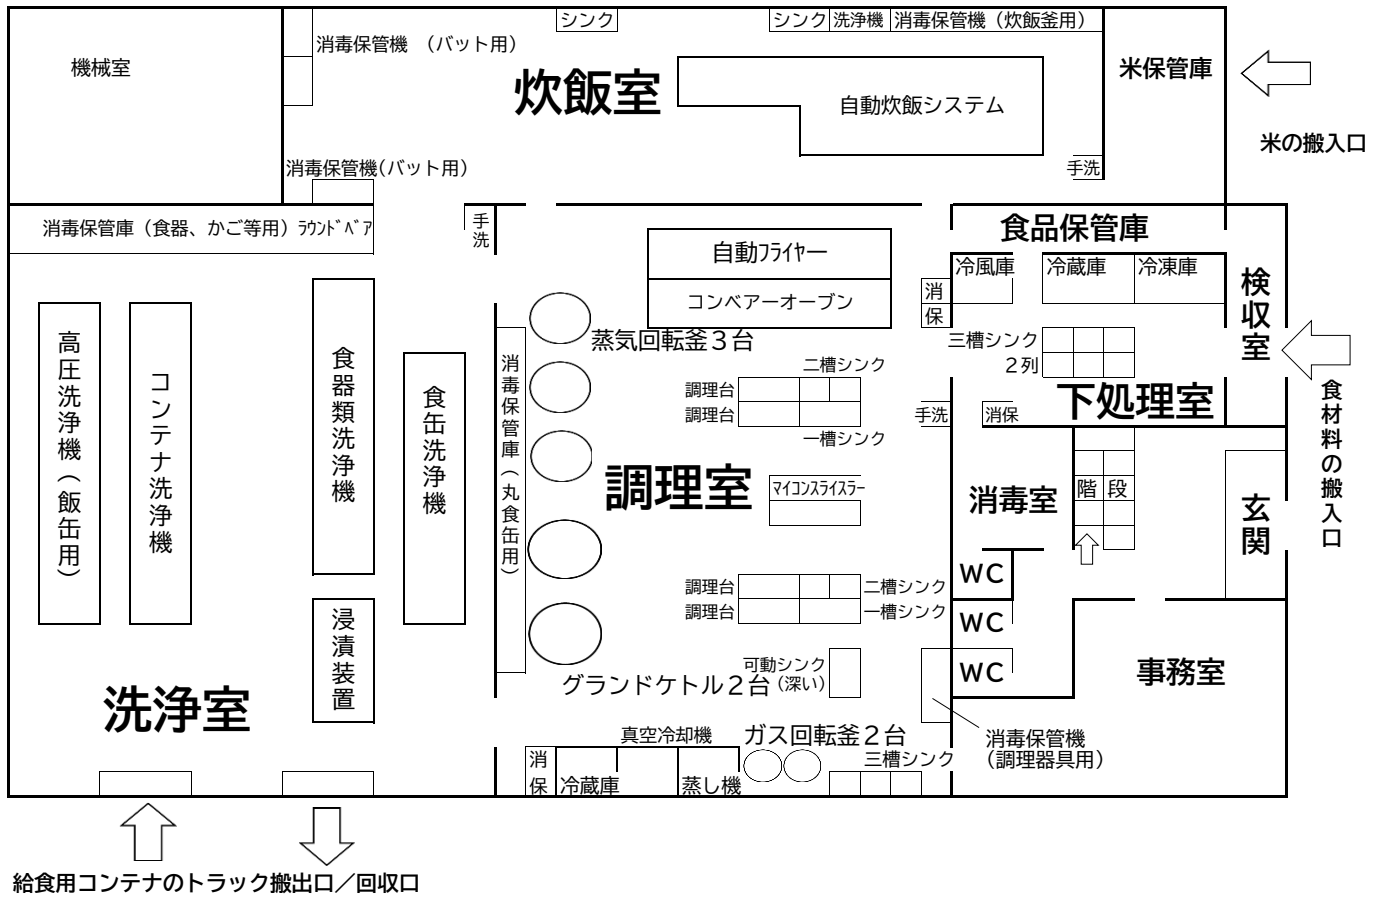 シンク
シンク
洗浄機
消毒保管機（炊飯釜用）
消毒保管機　（バット用）
機械室
炊飯室
米保管庫
自動炊飯システム
米の搬入口
消毒保管機(バット用)
手洗
消毒保管庫（食器、かご等用）ﾗｳﾝﾄﾞﾍﾞｱ
手洗
食品保管庫
自動ﾌﾗｲﾔｰ
コンベアーオーブン
冷風庫
冷蔵庫
冷凍庫
検収室
消
保
蒸気回転釜３台
三槽シンク
２列
高圧洗浄機（飯缶用）
コンテナ洗浄機
食器類洗浄機
食缶洗浄機
消毒保管庫（丸食缶用）
二槽シンク
調理台
調理台
一槽シンク
手洗
消保
下処理室
食材料の搬入口
調理室
ﾏｲｺﾝｽﾗｲｽﾗｰ
消毒室
階段
玄関
WC
二槽シンク
調理台
調理台
一槽シンク
WC
浸漬装置
可動シンク
（深い）
グランドケトル２台
WC
事務室
洗浄室
真空冷却機
ガス回転釜２台
消毒保管機
（調理器具用）
三槽シンク
消
保
冷蔵庫
蒸し機
給食用コンテナのトラック搬出口／回収口